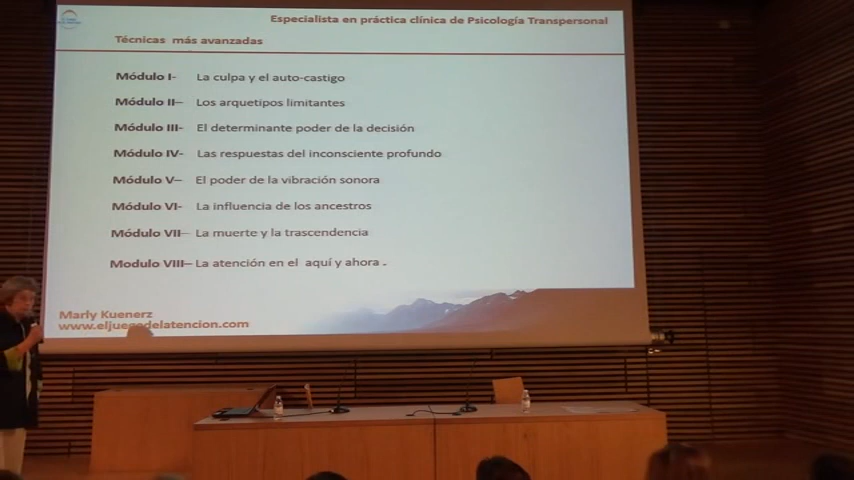 Especialista en práctica clínica de Psicología Transpersonal
Técnicas más avanzadas
Módulo I- La culpa y el auto-castigo
Módulo II– Los arquetipos limitantes
Módulo III- El determinante poder de la decisión
Módulo IV- Las respuestas del inconsciente profundo
Módulo V– El poder de la vibración sonora
Módulo VI- La influencia de los ancestros
Módulo VII– La muerte y la trascendencia
Modulo VIII– La atención en el aquí y ahora .
Marly Kuenerz
www.eljuegodelatencion.com